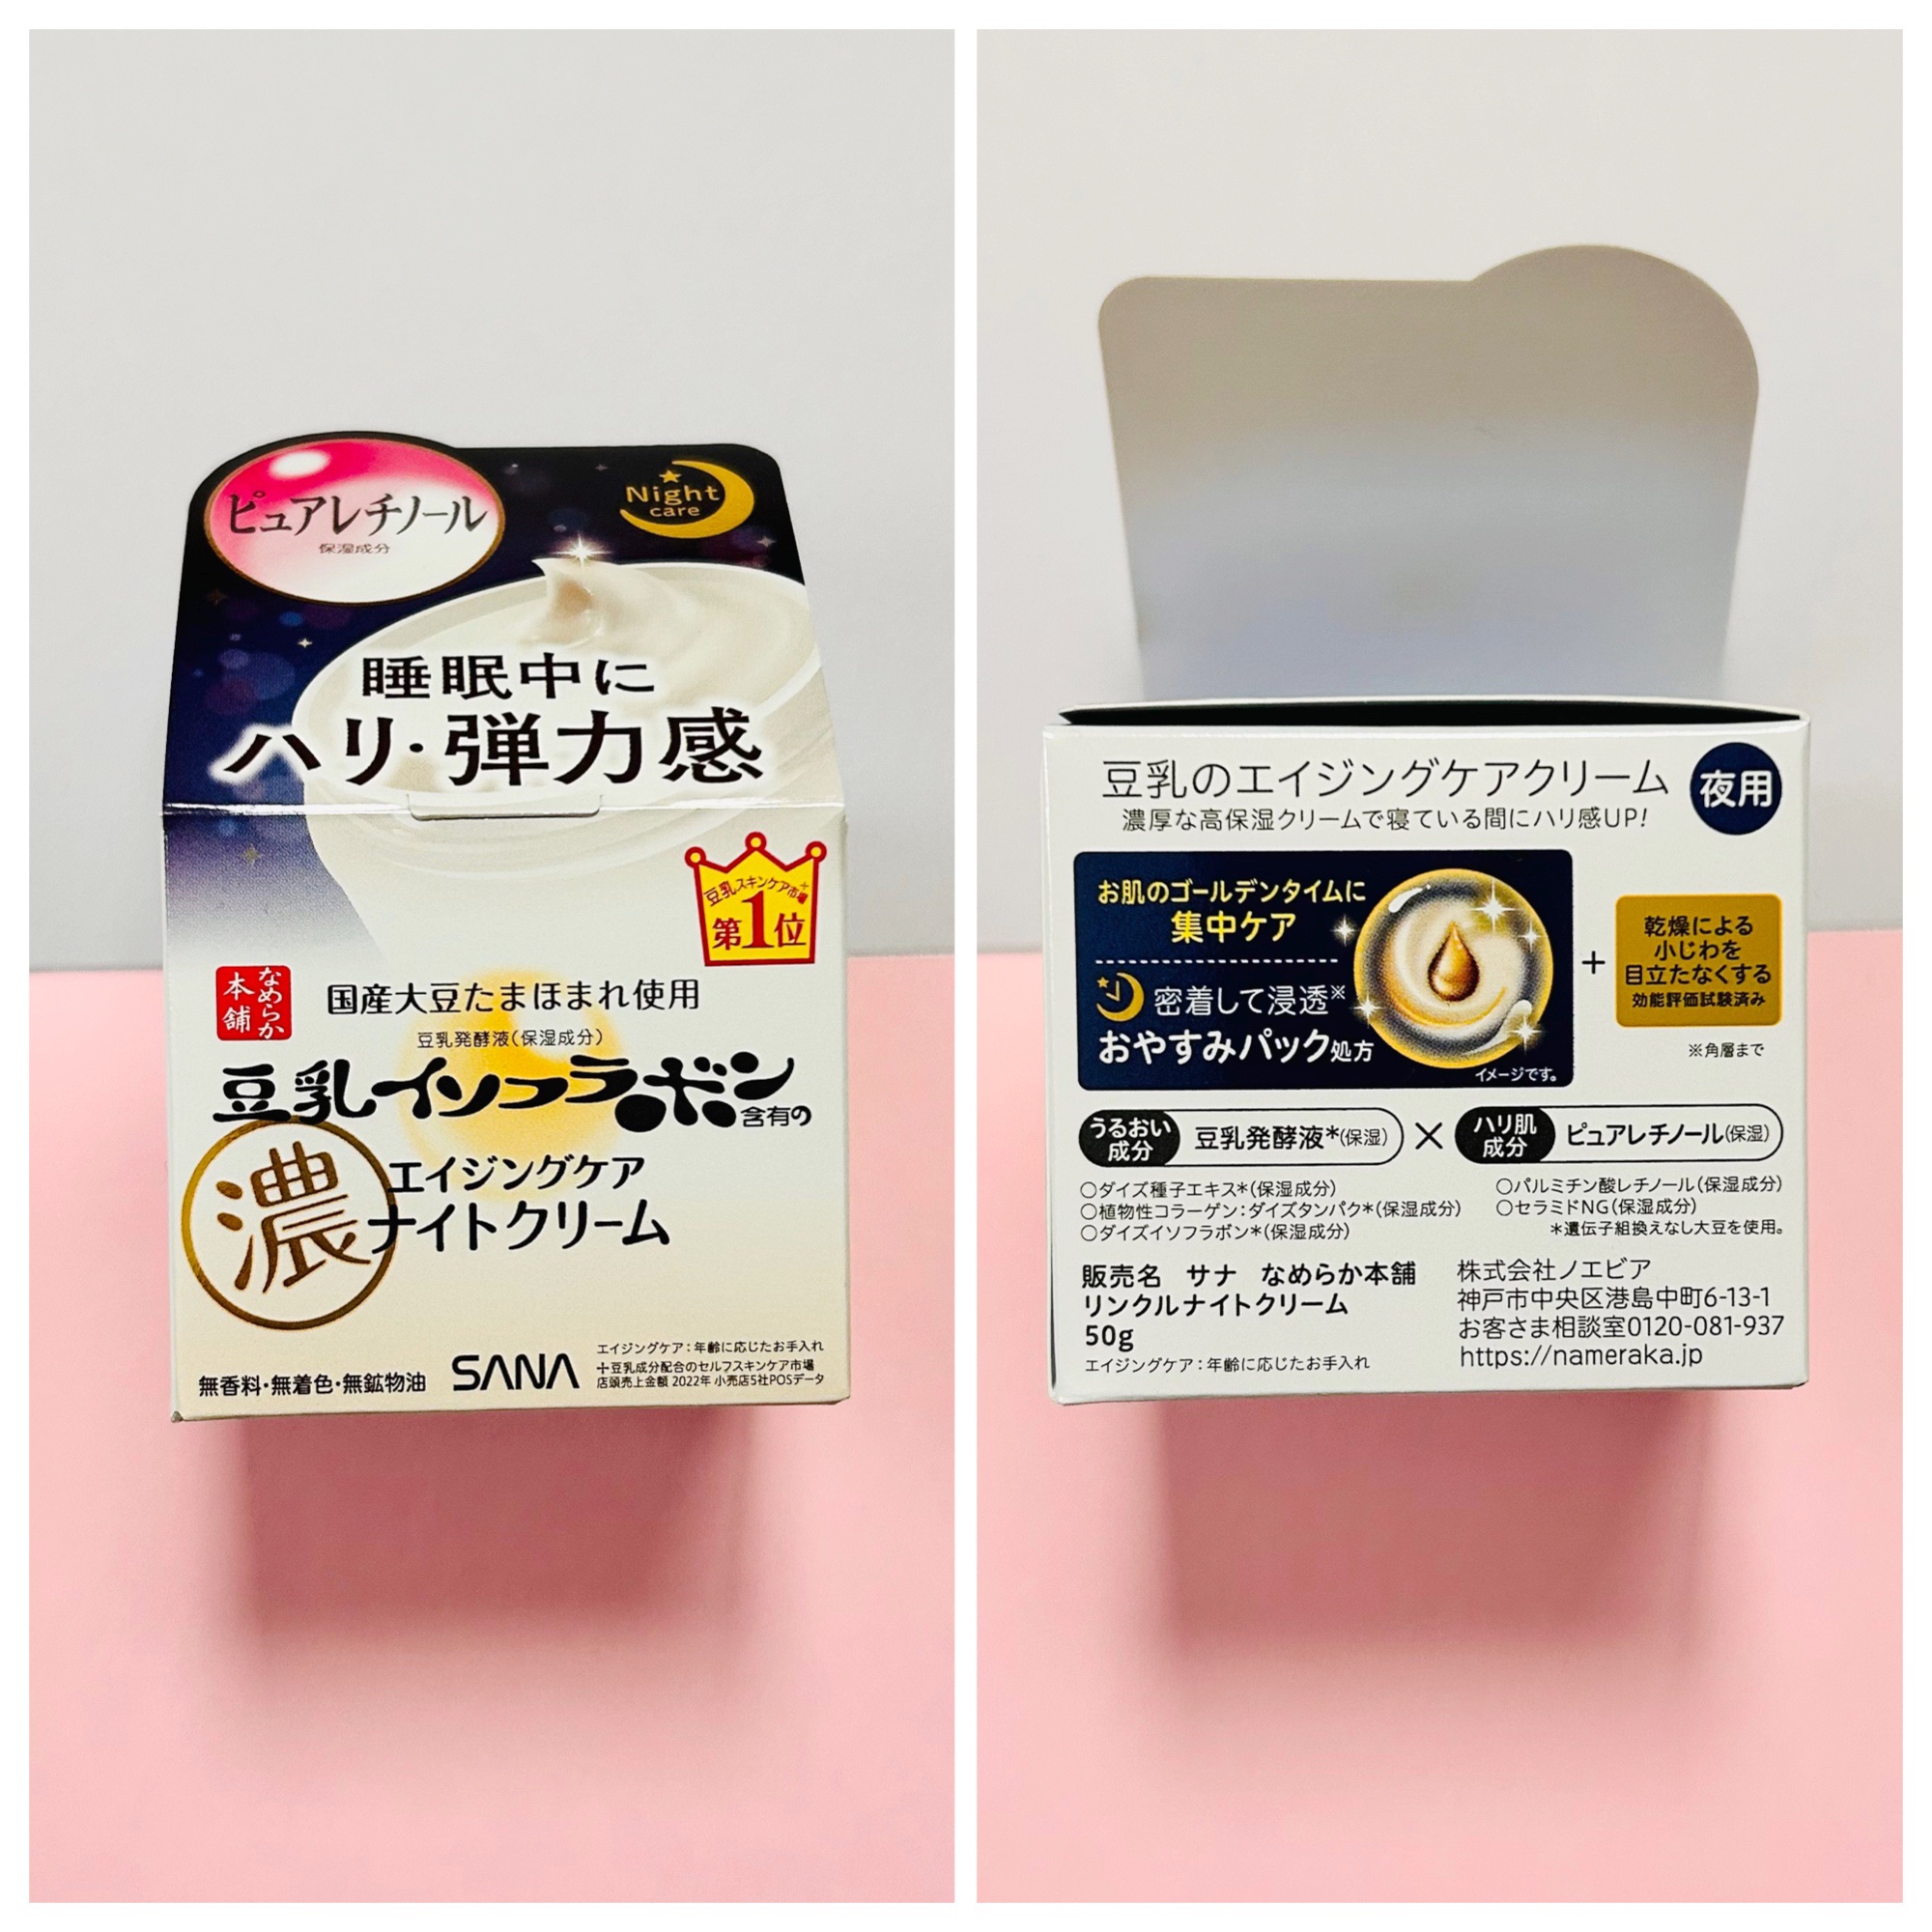 ピュアレチノール
保湿成分
Night
care
睡眠中に
ハリ・弾力感
豆乳スキンケア市場+
第1位
なめらか
本舗
国産大豆たまほまれ使用
豆乳発酵液(保湿成分)
豆乳イソフラボン含有の
濃
エイジングケア
ナイトクリーム
無香料・無着色・無鉱物油
SANA
エイジングケア:年齢に応じたお手入れ
+豆乳成分配合のセルフスキンケア市場
店頭売上金額 2022年 小売店5社POSデータ
豆乳のエイジングケアクリーム
濃厚な高保湿クリームで寝ている間にハリ感UP!
夜用
お肌のゴールデンタイムに
集中ケア
密着して浸透※
おやすみパック処方
イメージです。
+
乾燥による
小じわを
目立たなくする
効能評価試験済み
※角層まで
うるおい
成分
豆乳発酵液*(保湿)
×
ハリ肌
成分
ピュアレチノール(保湿)
○ダイズ種子エキス*(保湿成分)
○植物性コラーゲン:ダイズタンパク*(保湿成分)
○ダイズイソフラボン*(保湿成分)
○パルミチン酸レチノール(保湿成分)
○セラミドNG(保湿成分)
*遺伝子組換えなし大豆を使用。
販売名 サナ なめらか本舗
リンクルナイトクリーム
50g
エイジングケア:年齢に応じたお手入れ
株式会社ノエビア
神戸市中央区港島中町6-13-1
お客さま相談室0120-081-937
https://nameraka.jp